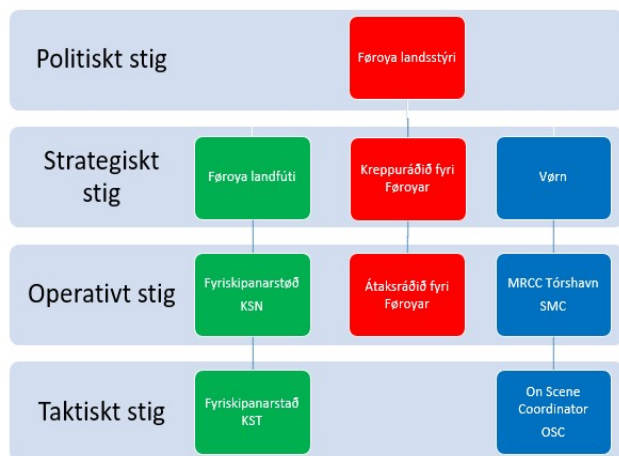 Politiskt stig
Føroya landsstýri
Strategiskt
stig
Føroya landfúti
Kreppuráðið fyri
Føroyar
Vørn
Operativt stig
Fyriskipanarstøð
KSN
Átaksráðið fyri
Føroyar
MRCC Tórshavn
SMC
Taktiskt stig
Fyriskipanarstað
KST
On Scene
Coordinator
OSC